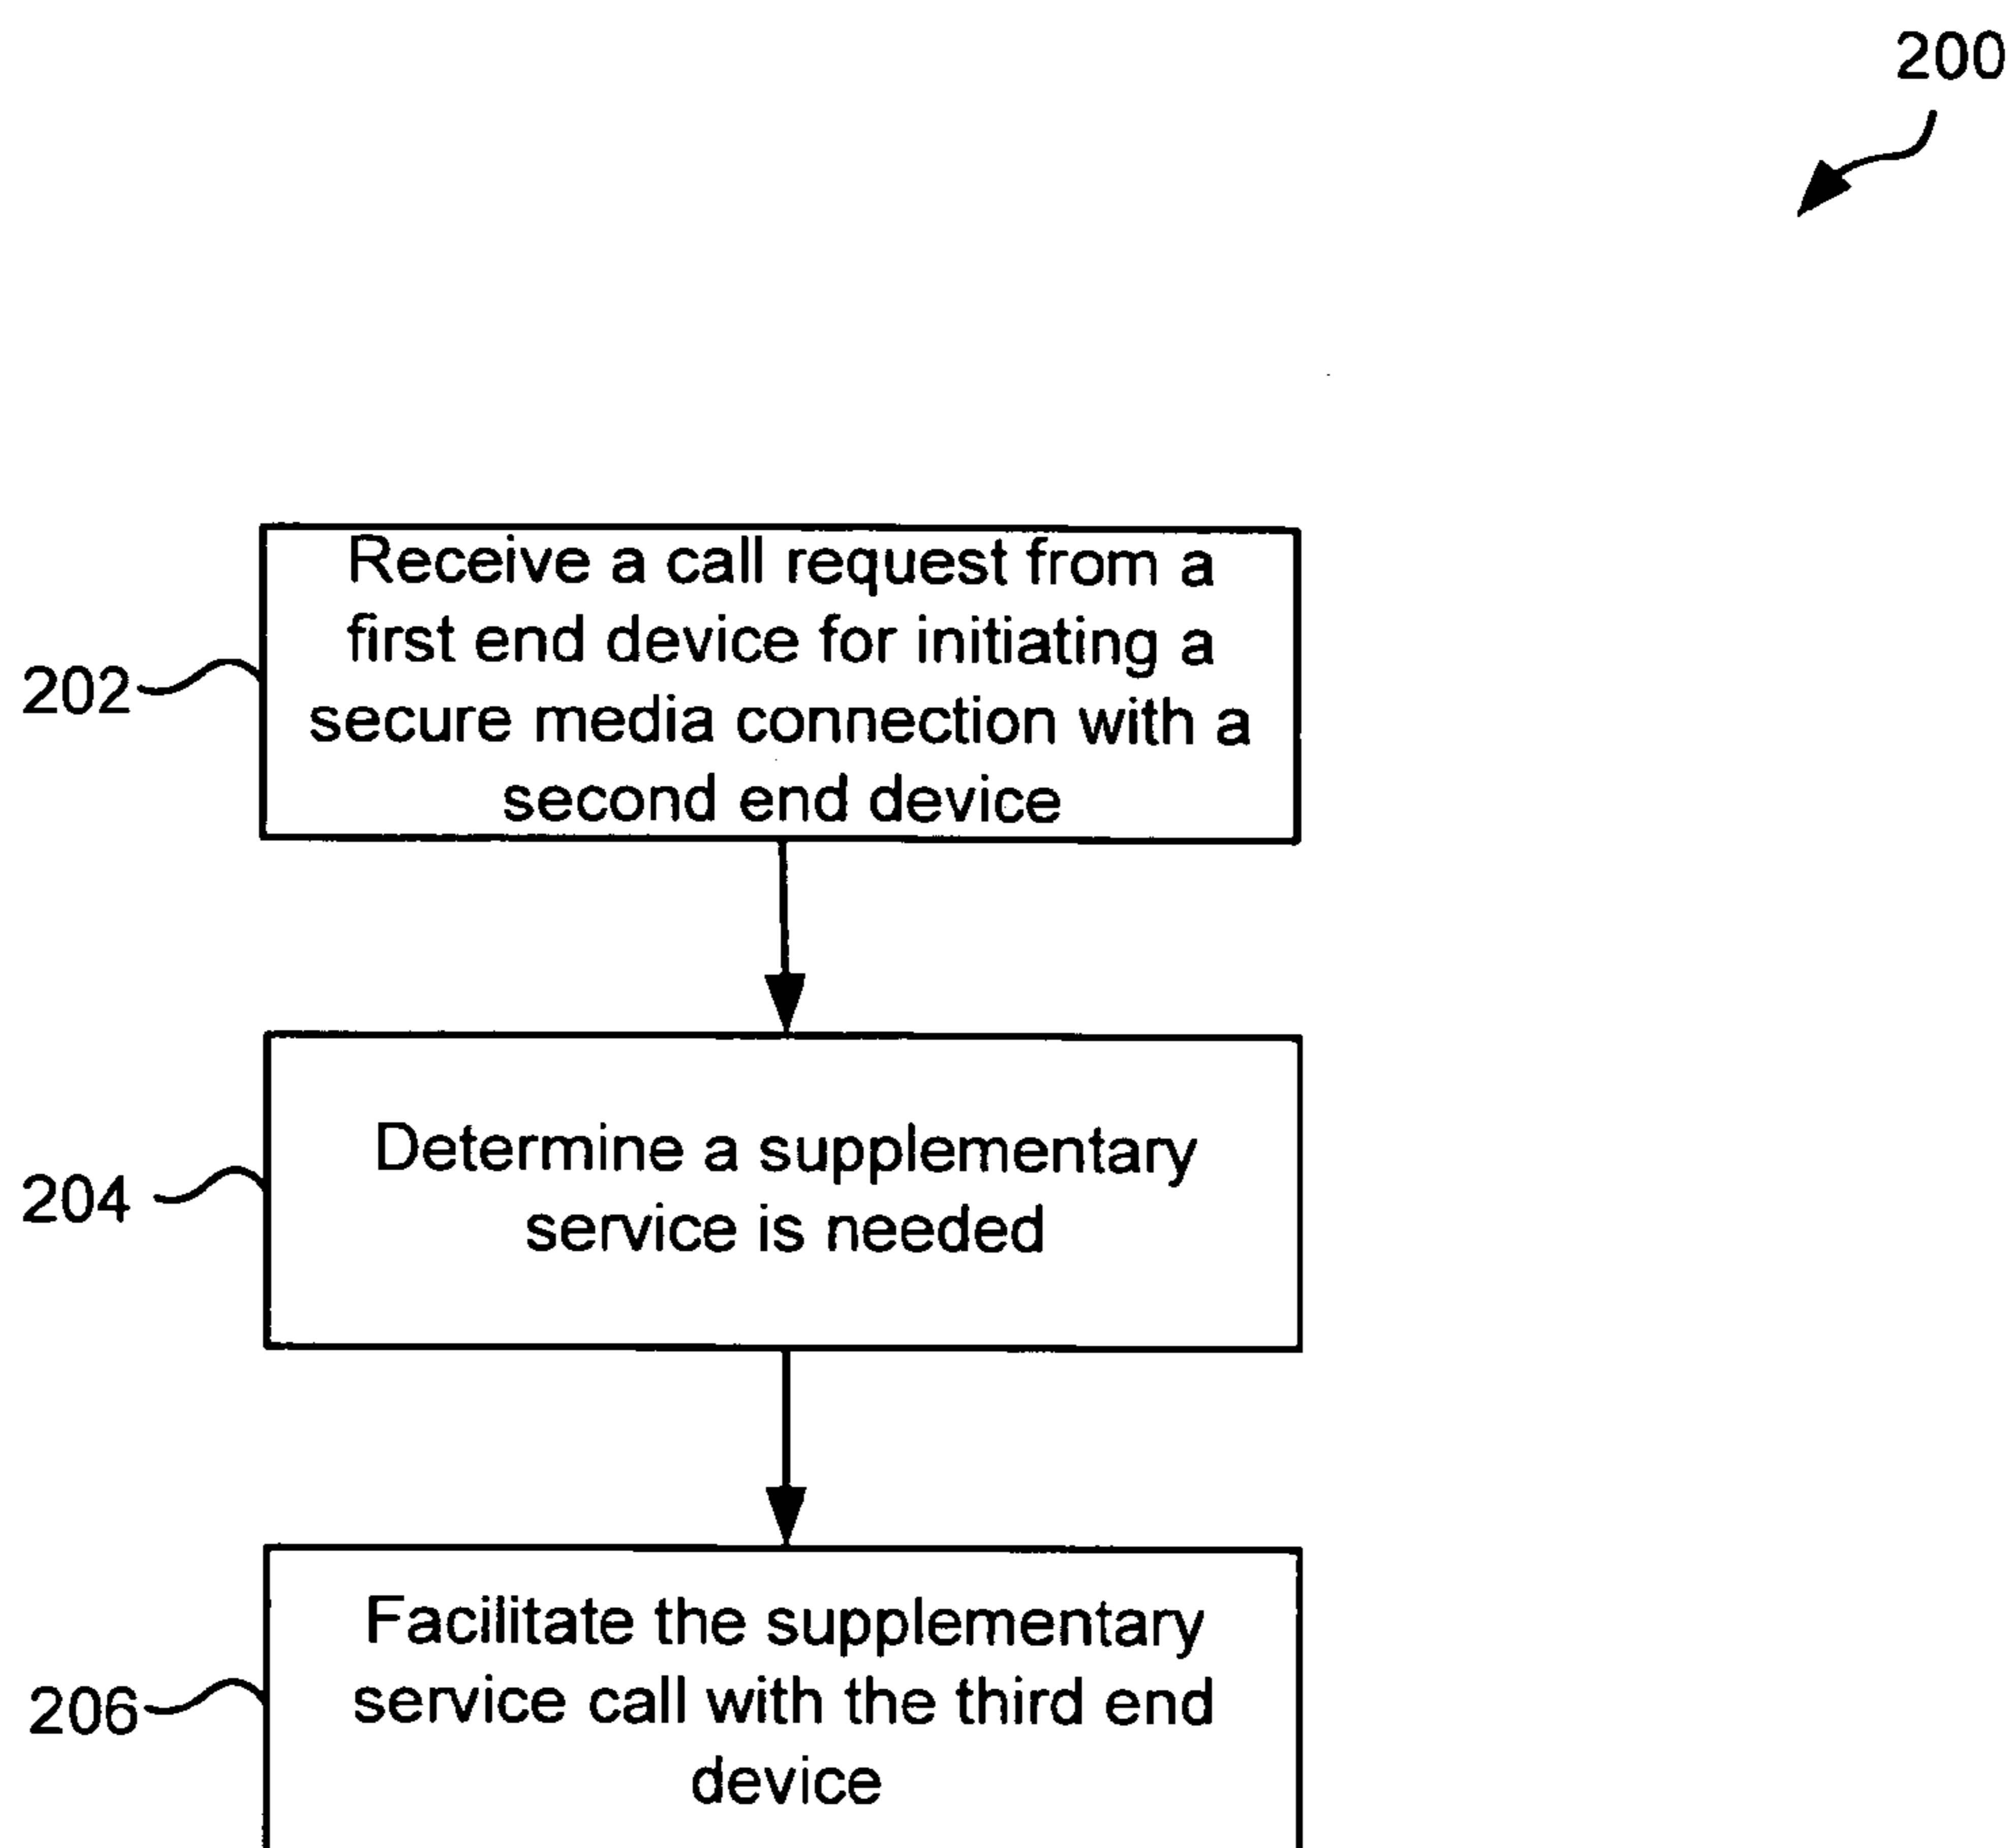 200
202
Receive a call request from a
first end device for initiating a
secure media connection with a
second end device
204
Determine a supplementary
service is needed
206
Facilitate the supplementary
service call with the third end
device